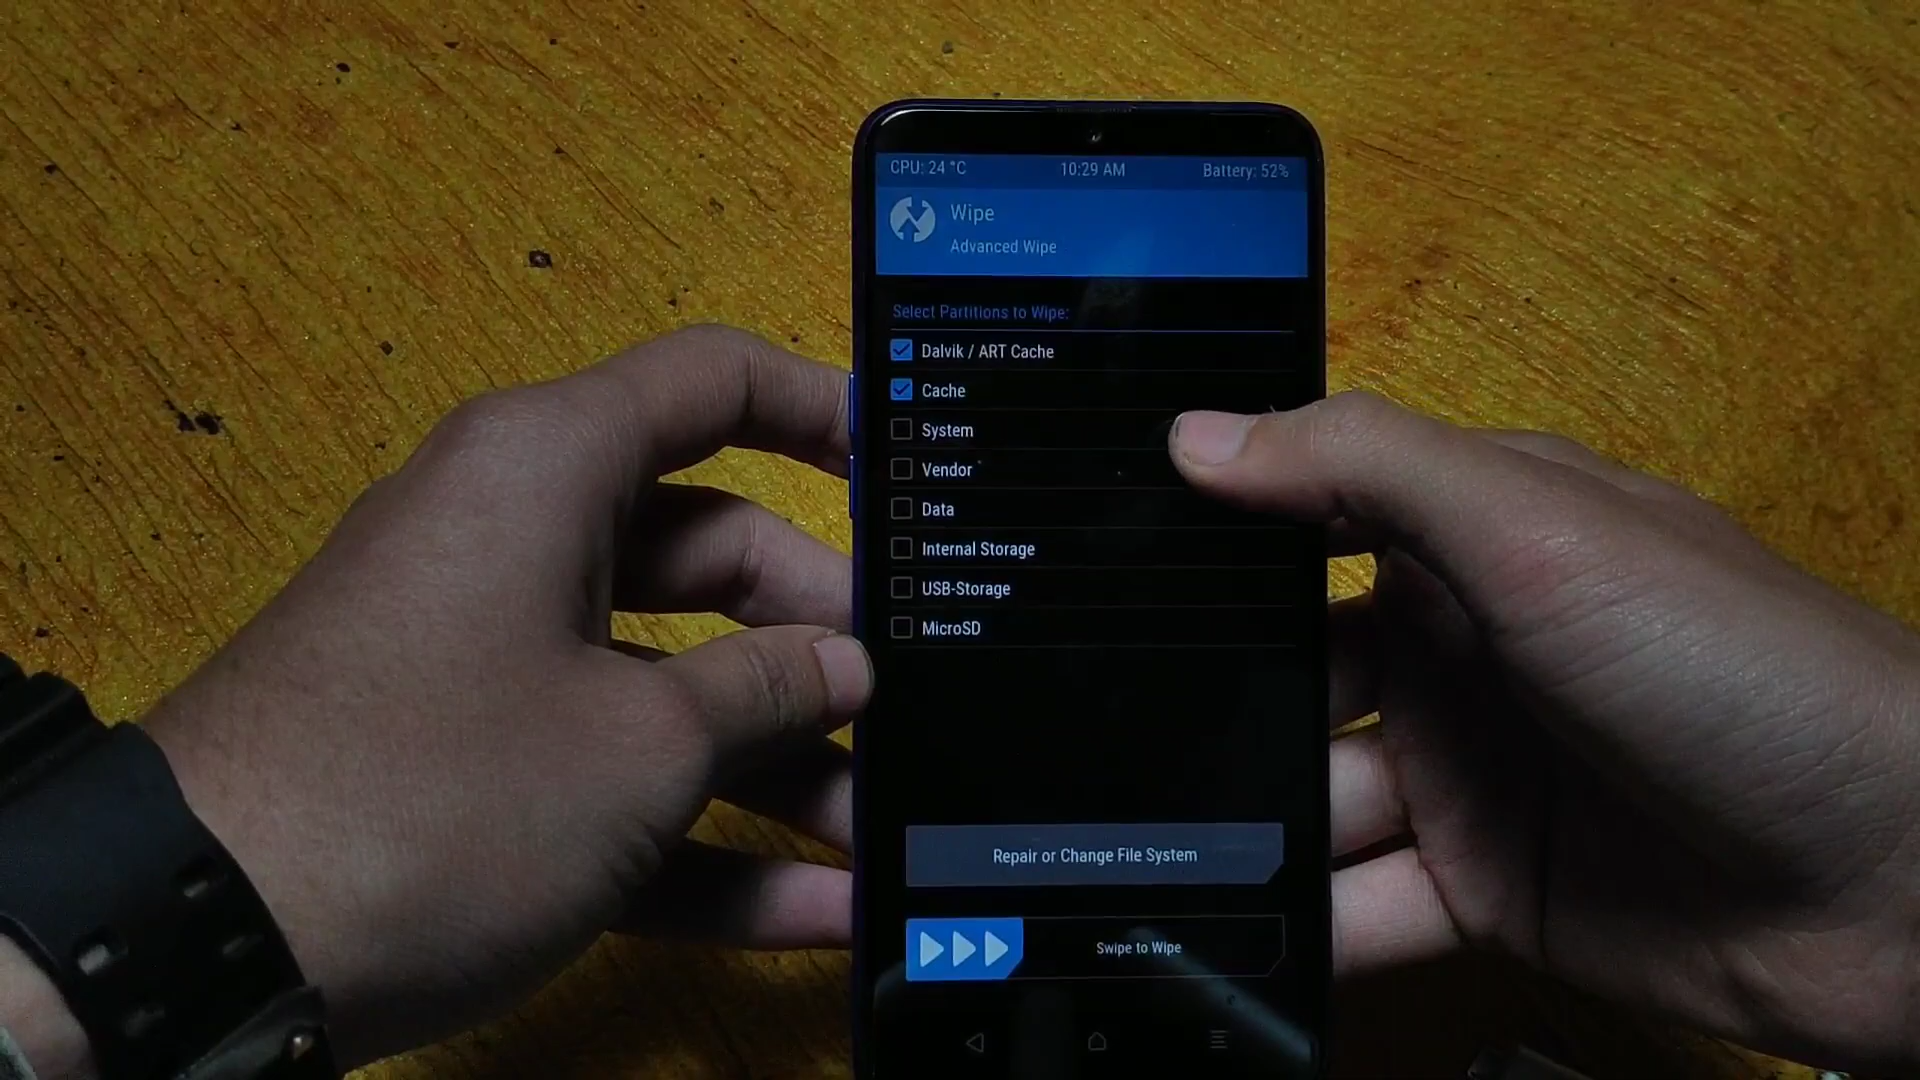 CPU: 24 °C 10:29 AM Battery: 52%
Wipe
Advanced Wipe
Select Partitions to Wipe:
Dalvik / ART Cache
Cache
System
Vendor
Data
Internal Storage
USB-Storage
MicroSD
Repair or Change File System
Swipe to Wipe